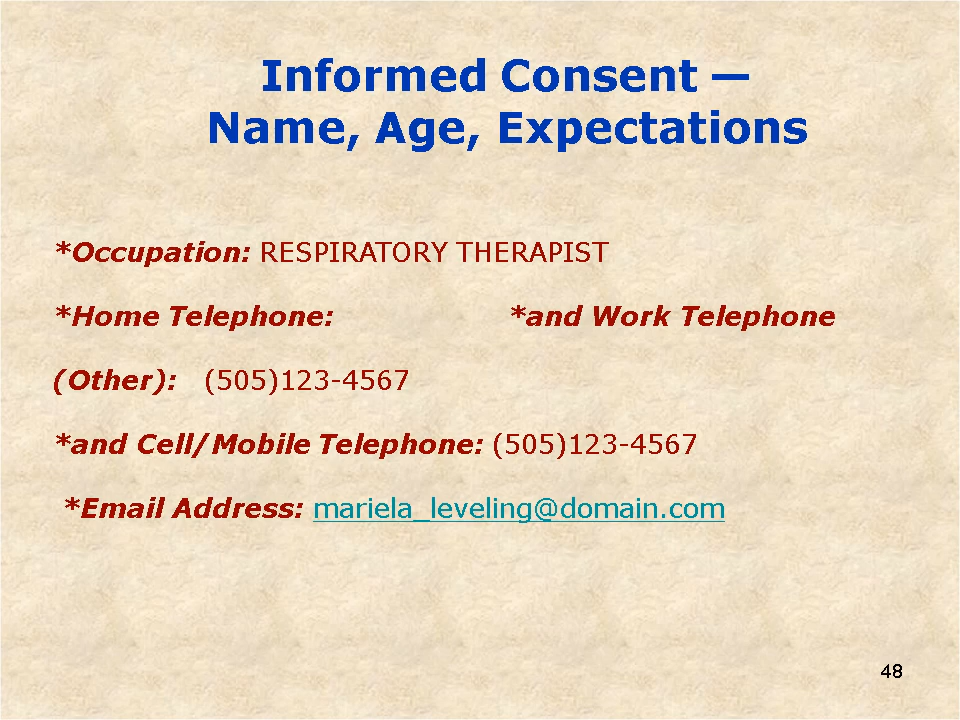 Informed Consent —
Name, Age, Expectations
*Occupation: RESPIRATORY THERAPIST
*Home Telephone: *and Work Telephone
(Other): (505)123-4567
*and Cell/Mobile Telephone: (505)123-4567
*Email Address: mariela_leveling@domain.com
48